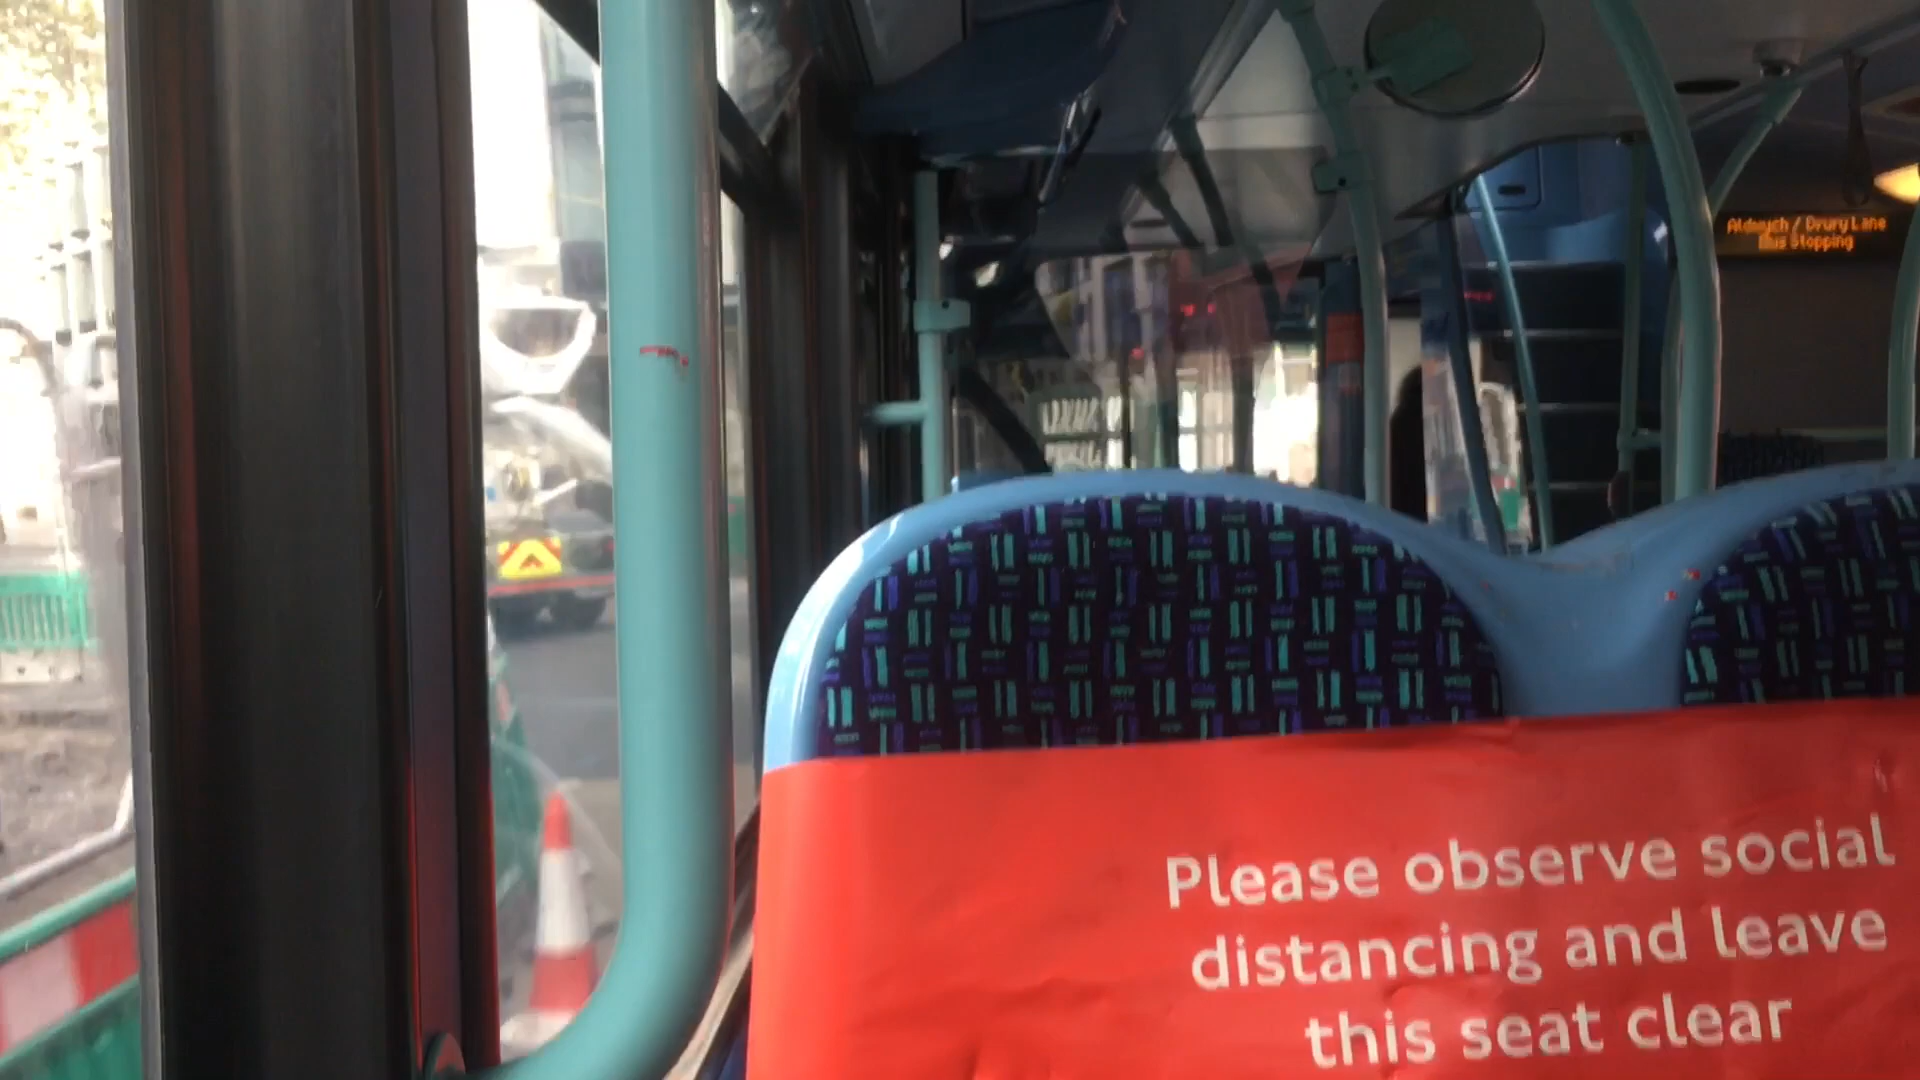 Aldwych / Drury Lane
Bus Stopping
Please observe social
distancing and leave
this seat clear